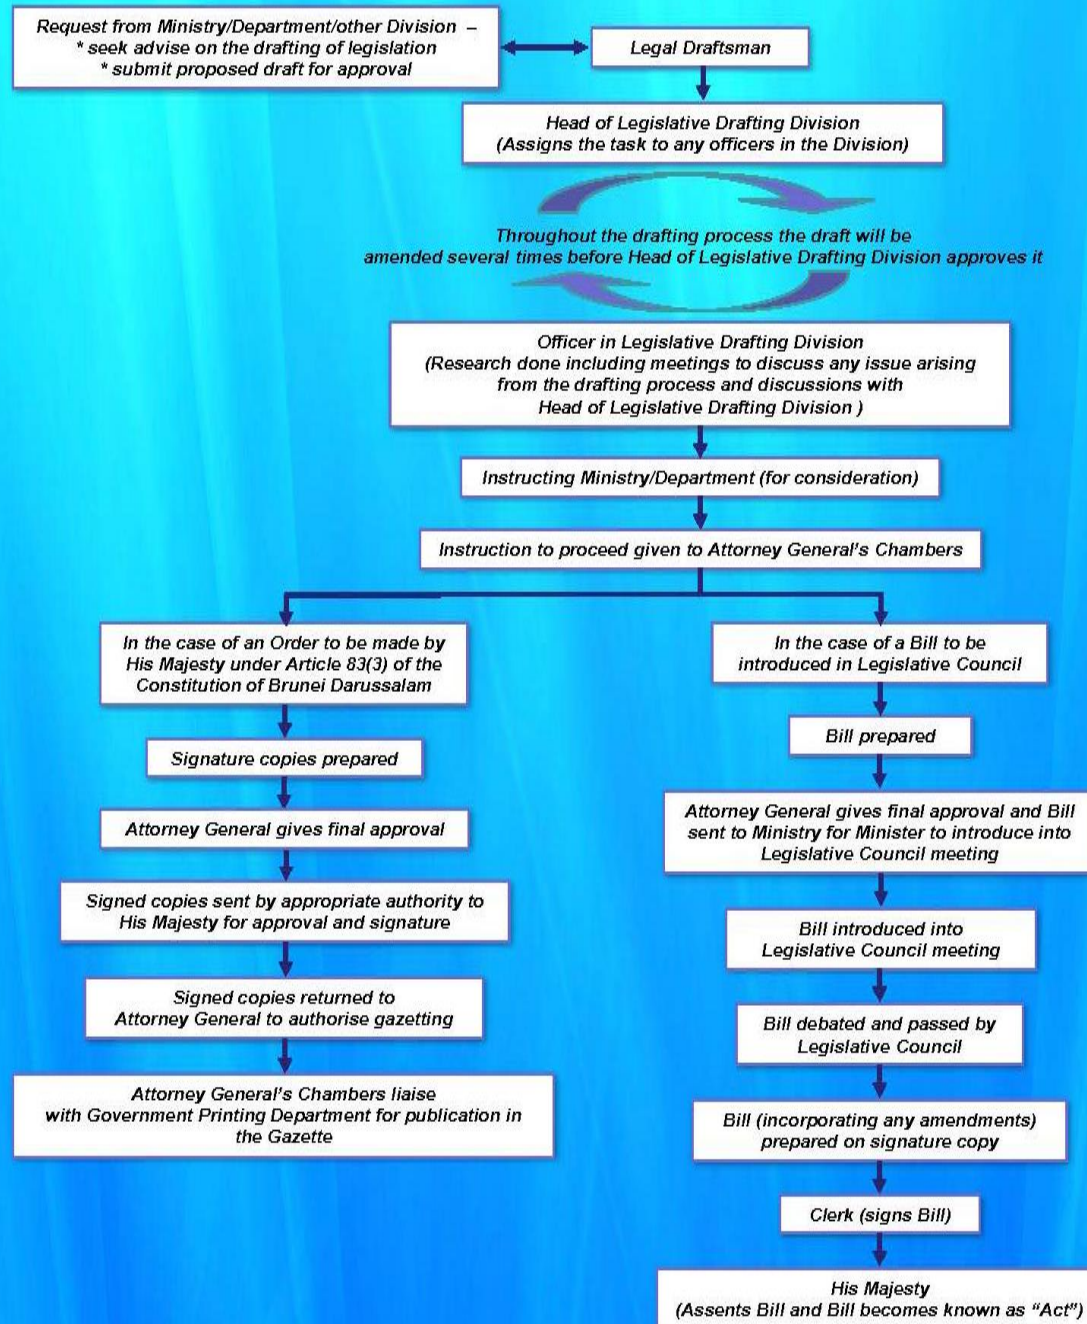 Request from Ministry/Department/other Division –
* seek advise on the drafting of legislation
* submit proposed draft for approval
Legal Draftsman
Head of Legislative Drafting Division
(Assigns the task to any officers in the Division)
Throughout the drafting process the draft will be
amended several times before Head of Legislative Drafting Division approves it
Officer in Legislative Drafting Division
(Research done including meetings to discuss any issue arising
from the drafting process and discussions with
Head of Legislative Drafting Division )
Instructing Ministry/Department (for consideration)
Instruction to proceed given to Attorney General's Chambers
In the case of an Order to be made by
His Majesty under Article 83(3) of the
Constitution of Brunei Darussalam
Signature copies prepared
Attorney General gives final approval
Signed copies sent by appropriate authority to
His Majesty for approval and signature
Signed copies returned to
Attorney General to authorise gazetting
Attorney General's Chambers liaise
with Government Printing Department for publication in
the Gazette
In the case of a Bill to be
introduced in Legislative Council
Bill prepared
Attorney General gives final approval and Bill
sent to Ministry for Minister to introduce into
Legislative Council meeting
Bill introduced into
Legislative Council meeting
Bill debated and passed by
Legislative Council
Bill (incorporating any amendments)
prepared on signature copy
Clerk (signs Bill)
His Majesty
(Assents Bill and Bill becomes known as "Act")